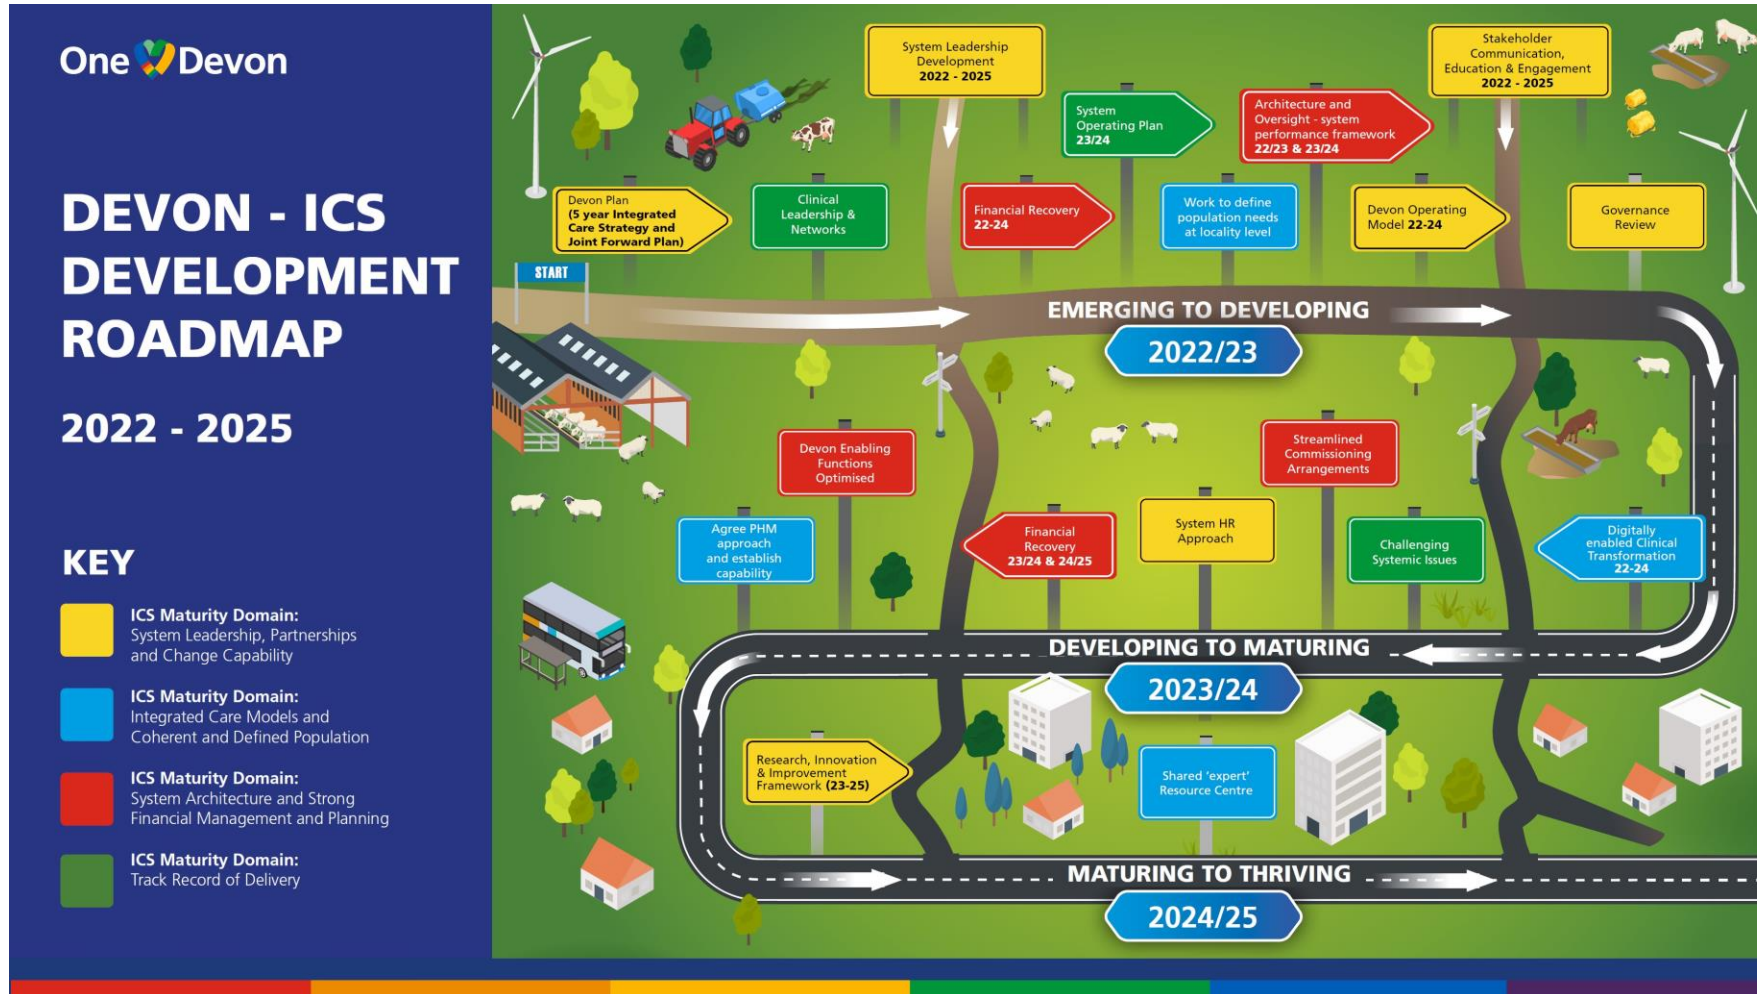 One Devon
DEVON - ICS
DEVELOPMENT
ROADMAP
2022 - 2025
KEY
ICS Maturity Domain:
System Leadership, Partnerships
and Change Capability
ICS Maturity Domain:
Integrated Care Models and
Coherent and Defined Population
ICS Maturity Domain:
System Architecture and Strong
Financial Management and Planning
ICS Maturity Domain:
Track Record of Delivery
System Leadership
Development
2022 - 2025
Stakeholder
Communication,
Education & Engagement
2022 - 2025
System
Operating Plan
23/24
Architecture and
Oversight - system
performance framework
22/23 & 23/24
Devon Plan
(5 year Integrated
Care Strategy and
Joint Forward Plan)
Clinical
Leadership &
Networks
Financial Recovery
22-24
Work to define
population needs
at locality level
Devon Operating
Model 22-24
Governance
Review
START
EMERGING TO DEVELOPING
2022/23
Devon Enabling
Functions
Optimised
Streamlined
Commissioning
Arrangements
Agree PHM
approach
and establish
capability
Financial
Recovery
23/24 & 24/25
System HR
Approach
Challenging
Systemic Issues
Digitally
enabled Clinical
Transformation
22-24
DEVELOPING TO MATURING
2023/24
Research, Innovation
& Improvement
Framework (23-25)
Shared ‘expert’
Resource Centre
MATURING TO THRIVING
2024/25